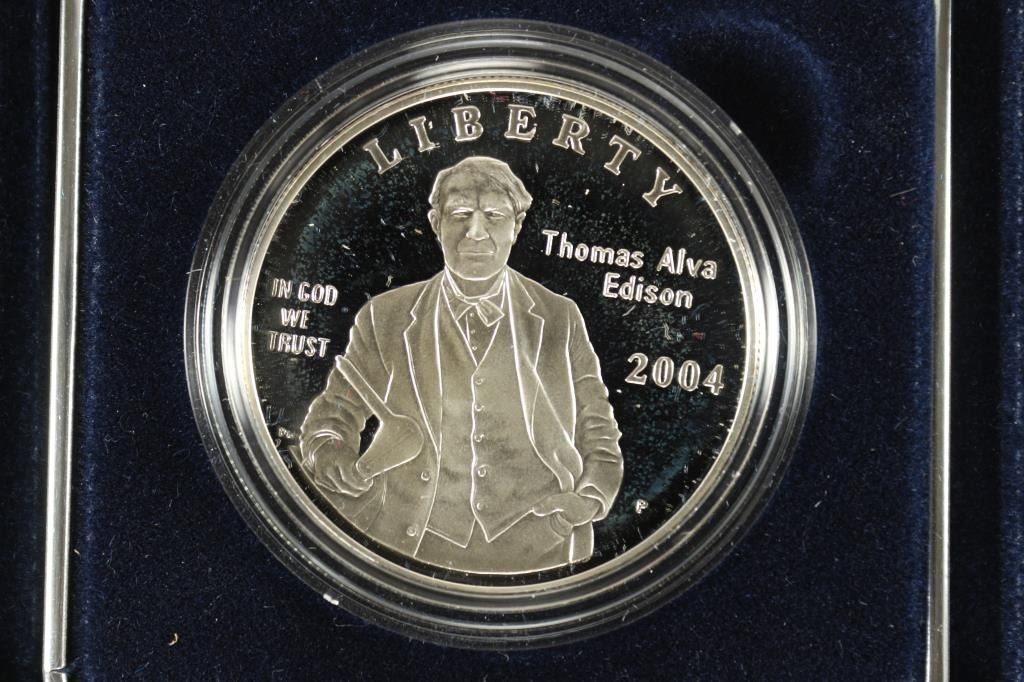 LIBERTY
Thomas Alva
Edison
IN GOD
WE
TRUST
2004
P